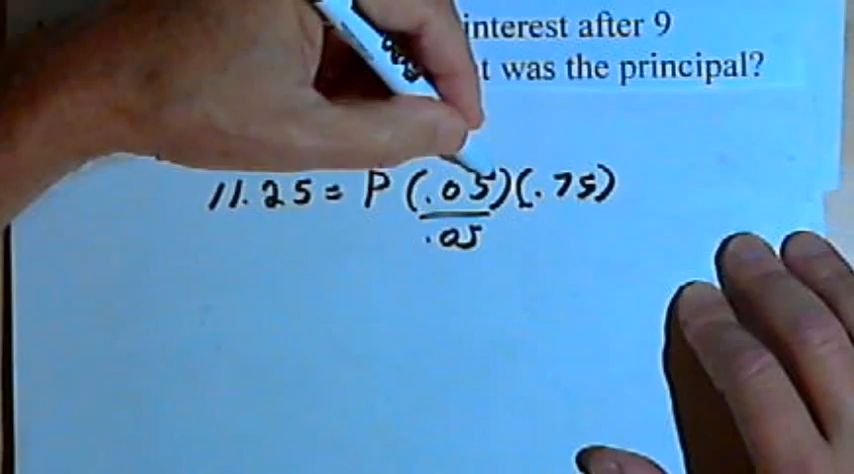 interest after 9
was the principal?
11.25 = P (.05)(.75)
.05